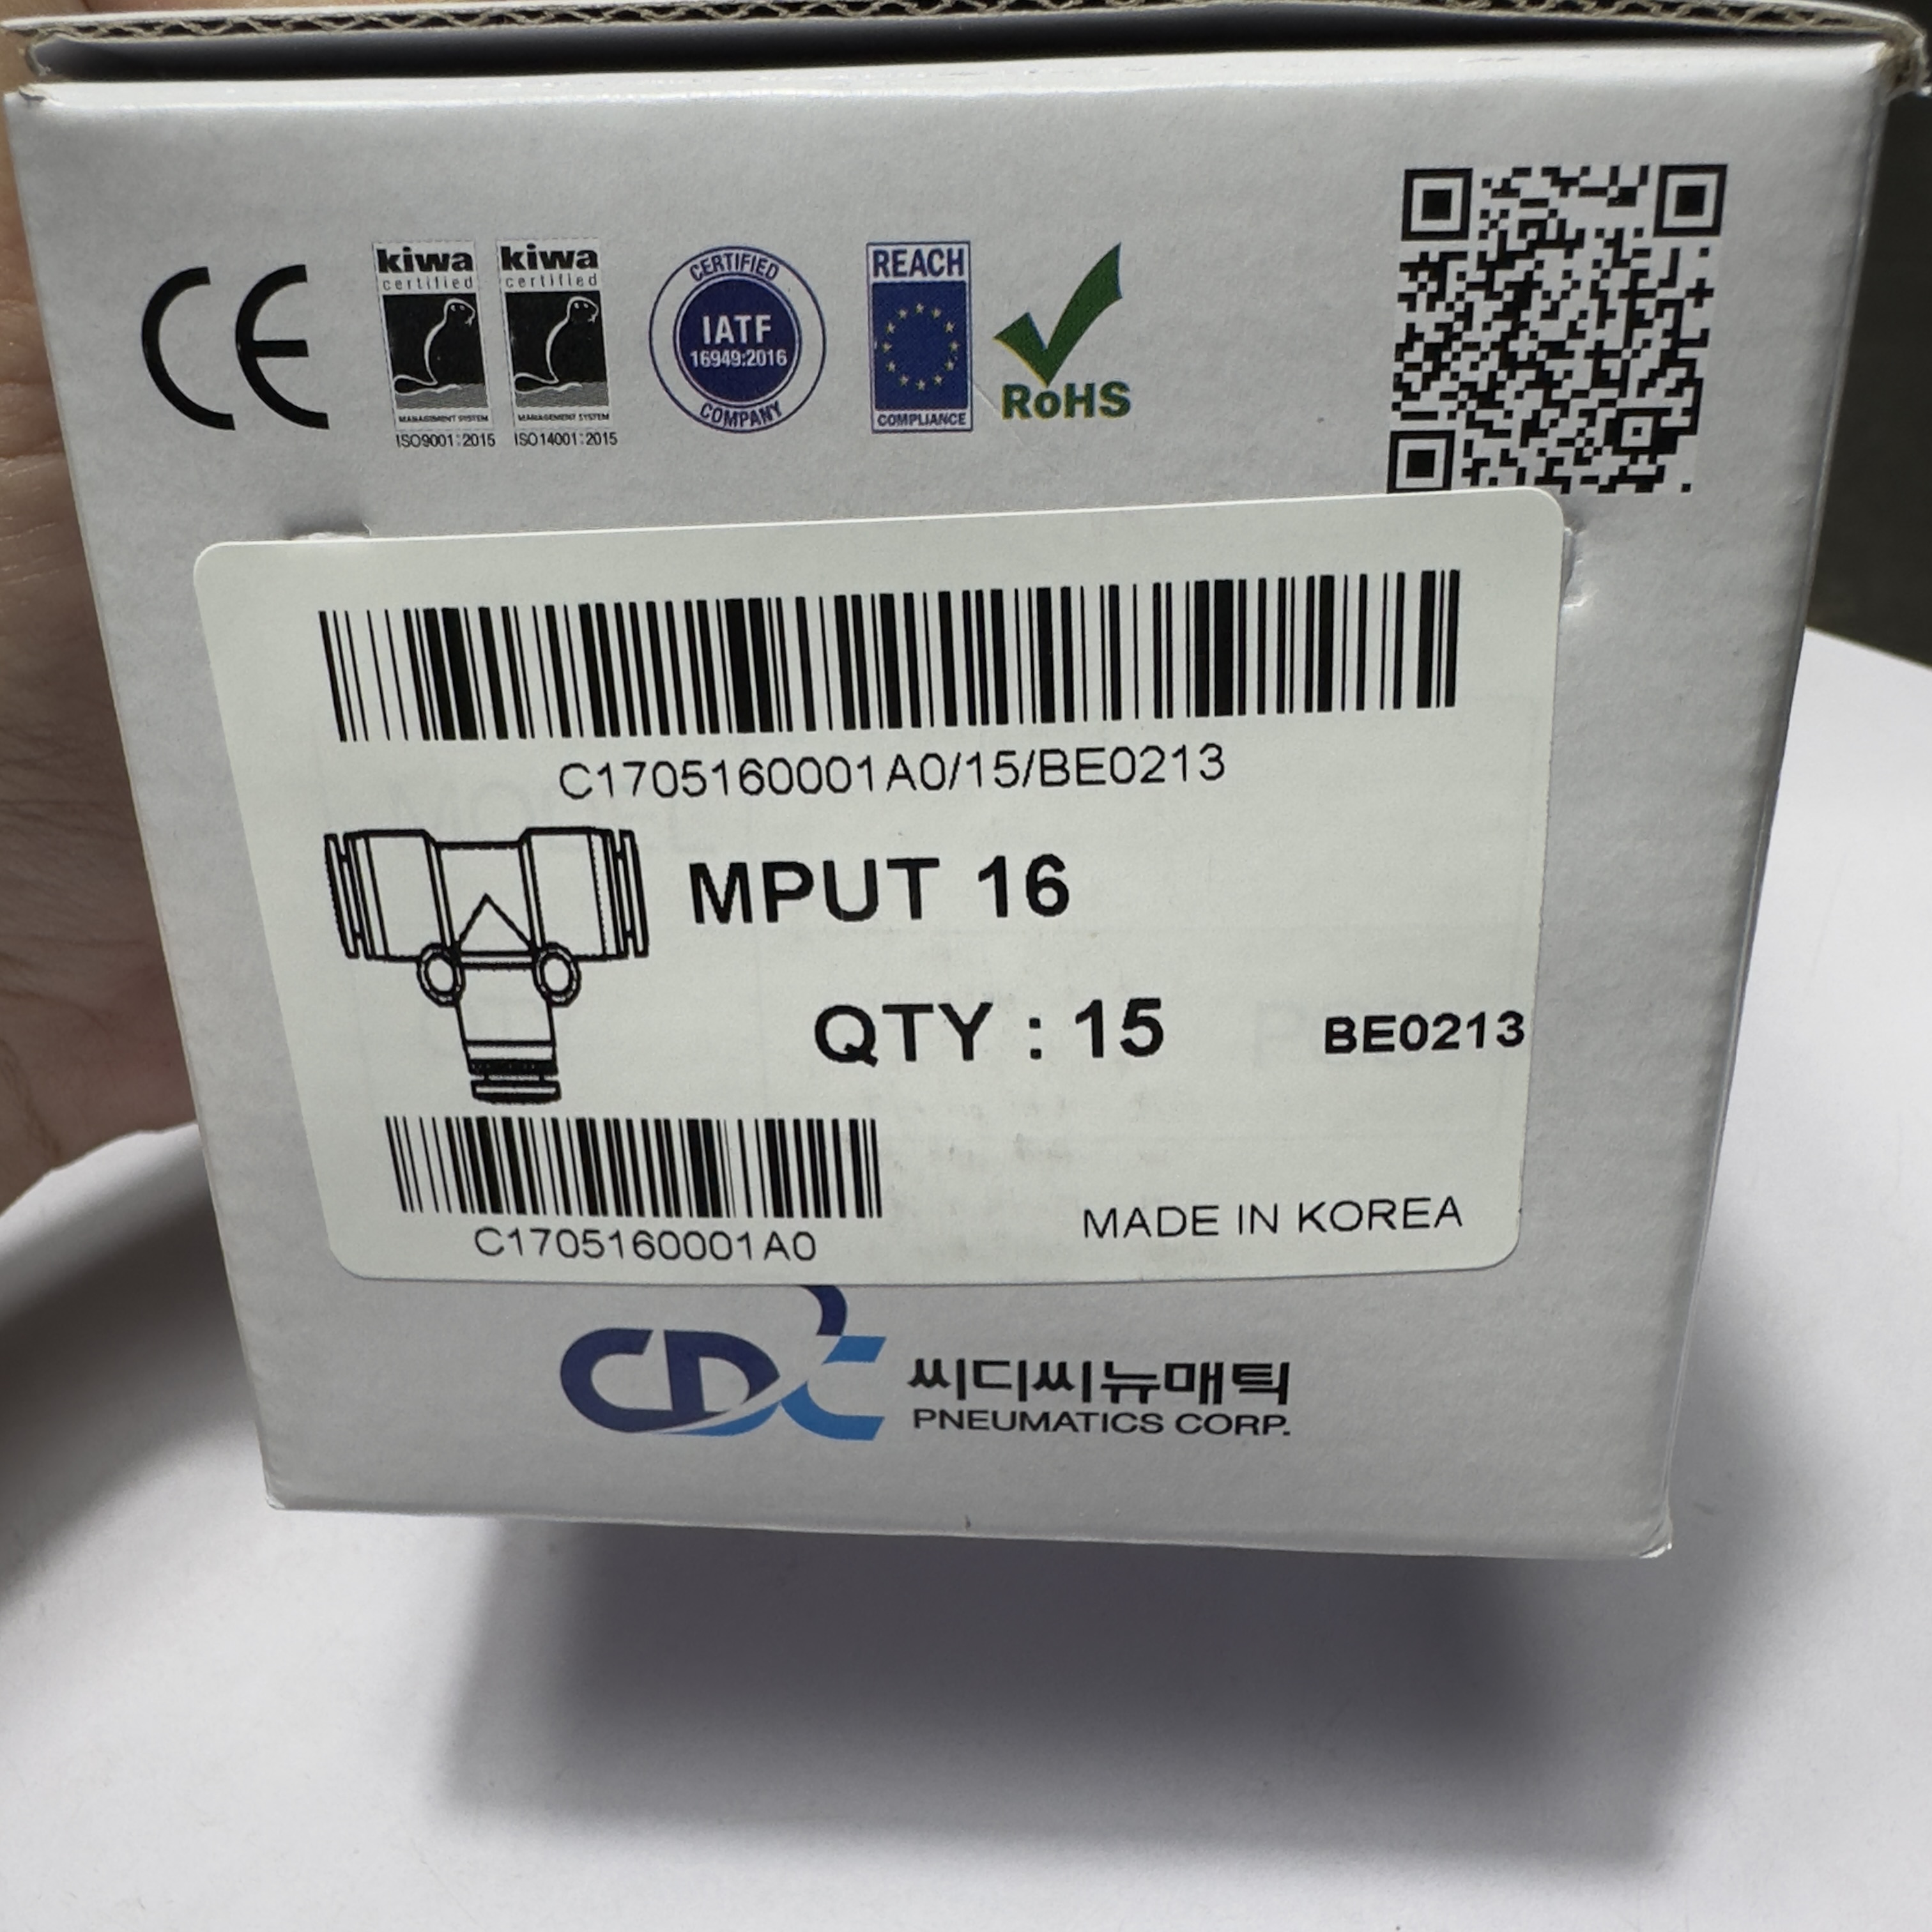 CE
kiwa
certified
MANAGEMENT SYSTEM
ISO9001:2015
kiwa
certified
MANAGEMENT SYSTEM
ISO14001:2015
CERTIFIED
IATF
16949:2016
COMPANY
REACH
COMPLIANCE
RoHS
C1705160001A0/15/BE0213
MPUT 16
QTY : 15 BE0213
C1705160001A0
MADE IN KOREA
CDC
씨디씨뉴매틱
PNEUMATICS CORP.